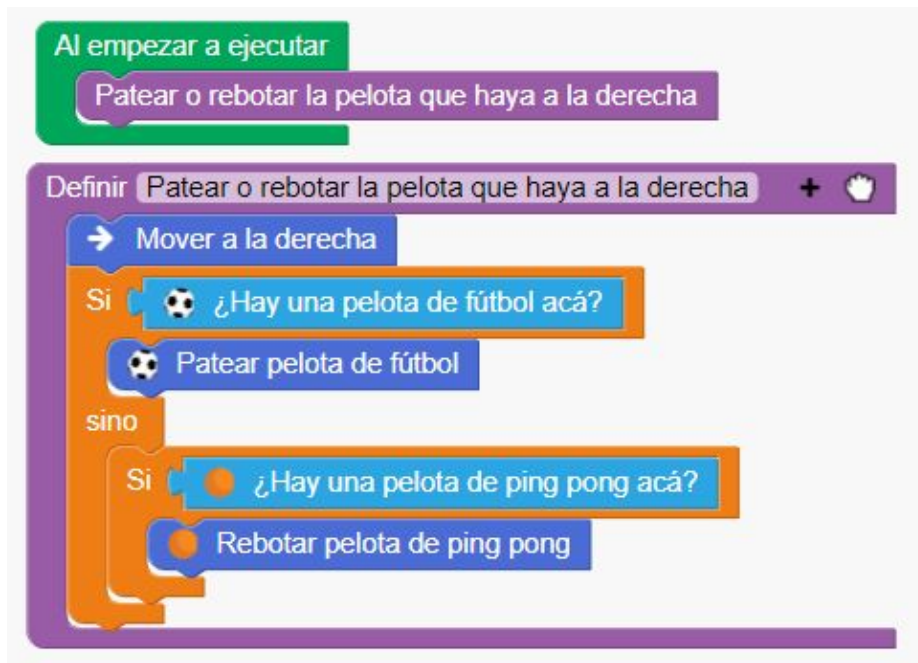 Al empezar a ejecutar
Patear o rebotar la pelota que haya a la derecha
Definir Patear o rebotar la pelota que haya a la derecha +
Mover a la derecha
Si ¿Hay una pelota de fútbol acá?
Patear pelota de fútbol
sino
Si ¿Hay una pelota de ping pong acá?
Rebotar pelota de ping pong